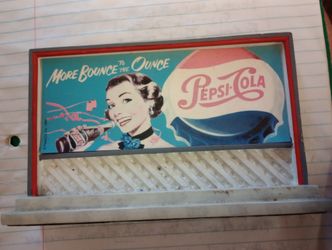 MORE BOUNCE TO THE OUNCE
PEPSI-COLA